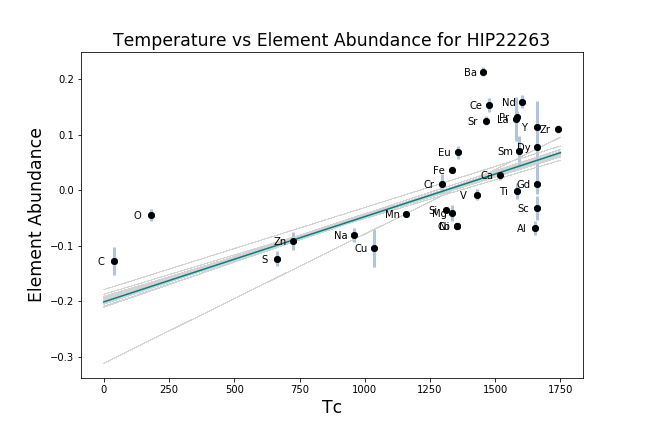 Temperature vs Element Abundance for HIP22263
Element Abundance
0.2
0.1
0.0
−0.1
−0.2
−0.3
Ba
Nd
Ce
Pr
La
Sr
Y
Zr
Eu
Sm
Dy
Fe
Ca
Cr
Gd
V
Ti
O
Mn
Si
Mg
Sc
Co
Al
Na
Zn
Cu
S
C
0
250
500
750
1000
1250
1500
1750
Tc